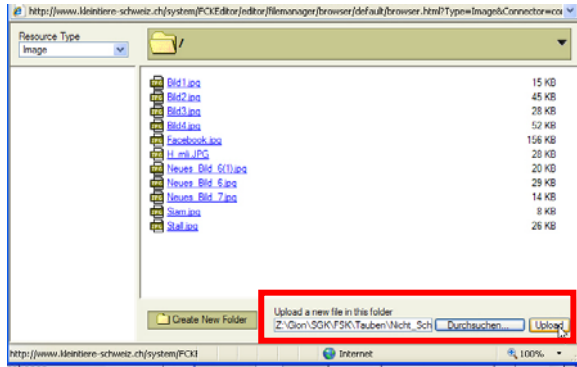 http://www.kleintiere-schweiz.ch/system/FCKEditor/editor/filemanager/browser/default/browser.html?Type=Image&Connector=co
Resource Type
Image
/
Bild1.jpg 15 KB
Bild2.jpg 45 KB
Bild3.jpg 28 KB
Bild4.jpg 52 KB
Facebook.jpg 156 KB
H_mli.JPG 28 KB
Neues_Bild_6(1).jpg 20 KB
Neues_Bild_6.jpg 29 KB
Neues_Bild_7.jpg 14 KB
Siam.jpg 8 KB
Stall.jpg 26 KB
Create New Folder
Upload a new file in this folder
Z:\Gion\SGK\FSK\Tauben\Nicht_Sch Durchsuchen... Upload
http://www.kleintiere-schweiz.ch/system/FCKE Internet 100%